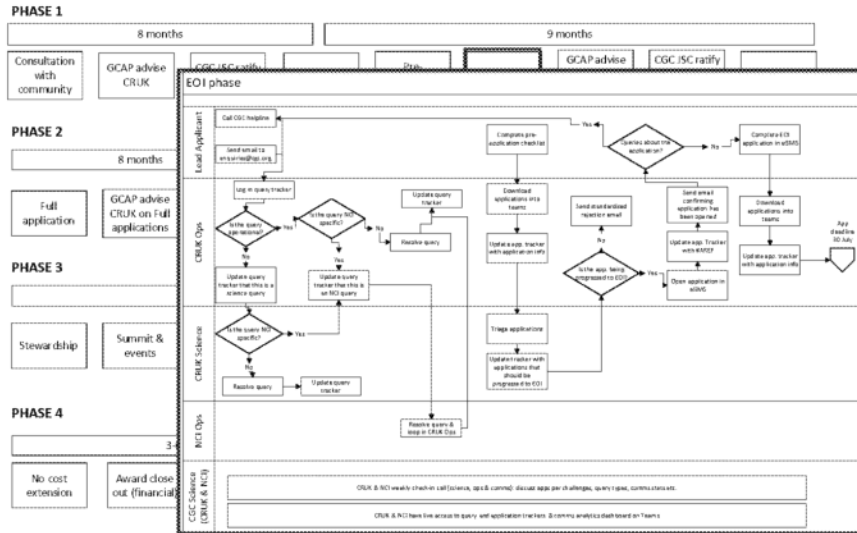 PHASE 1
8 months
9 months
Consultation
with
community
GCAP advise
CRUK
CGC JSC ratify
Pre-
GCAP advise
CGC JSC ratify
PHASE 2
8 months
Full
application
GCAP advise
CRUK on Full
applications
PHASE 3
Stewardship
Summit &
events
PHASE 4
3-
No cost
extension
Award close
out (financial)
EOI phase
Lead Applicant
Call CGC helpline
Send email to
Complete pre-
application checklist
Yes
Queries about the
application?
No
Complete EOI
application in eGMS
CRUK Ops
Log in query tracker
Is the query
operational?
Yes
Is the query NCI
specific?
No
Resolve query
Update query
tracker
No
Update query
tracker that this is a
science query
Yes
Update query
tracker that this is
an NCI query
Download
applications into
teams
Update app. tracker
with application info
Send standardized
rejection email
No
Is the app. being
progressed to EOI?
Yes
Open application in
eGMS
Update app. Tracker
Send email
confirming
application has
been opened
Download
applications into
teams
Update app. tracker
with application info
App
deadline
30 July
CRUK Science
Is the query NCI
specific?
Yes
No
Resolve query
Update query
tracker
Triage applications
Update tracker with
applications that
should be
progressed to EOI
NCI Ops
Resolve query &
loop in CRUK Ops
CGC Science
(CRUK & NCI)
CRUK & NCI weekly check-in call (science, ops & comms): discuss apps per challenges, query types, comms stats etc.
CRUK & NCI have live access to query and application trackers & comms analytics dashboard on Teams